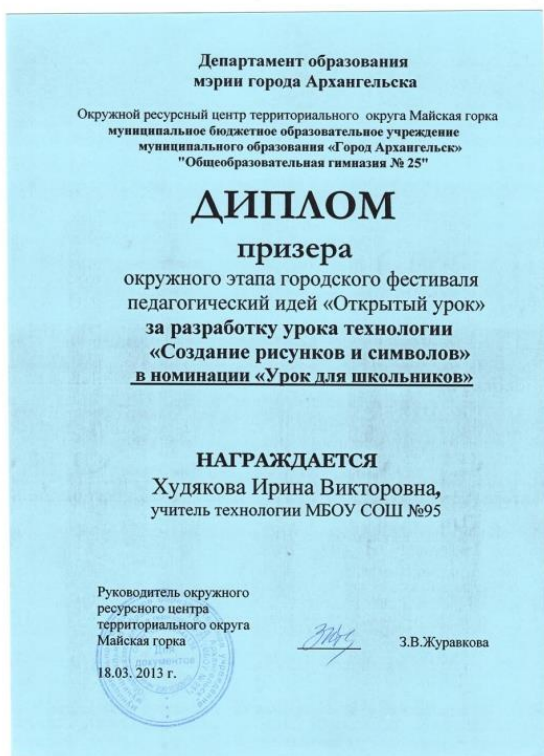 Департамент образования
мэрии города Архангельска
Окружной ресурсный центр территориального округа Майская горка
муниципальное бюджетное образовательное учреждение
муниципального образования «Город Архангельск»
"Общеобразовательная гимназия № 25"
ДИПЛОМ
призера
окружного этапа городского фестиваля
педагогический идей «Открытый урок»
за разработку урока технологии
«Создание рисунков и символов»
в номинации «Урок для школьников»
НАГРАЖДАЕТСЯ
Худякова Ирина Викторовна,
учитель технологии МБОУ СОШ №95
Руководитель окружного
ресурсного центра
территориального округа
Майская горка
З.В.Журавкова
документов
18.03. 2013 г.